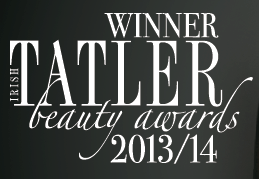 WINNER
IRISH TATLER
beauty awards
2013/14